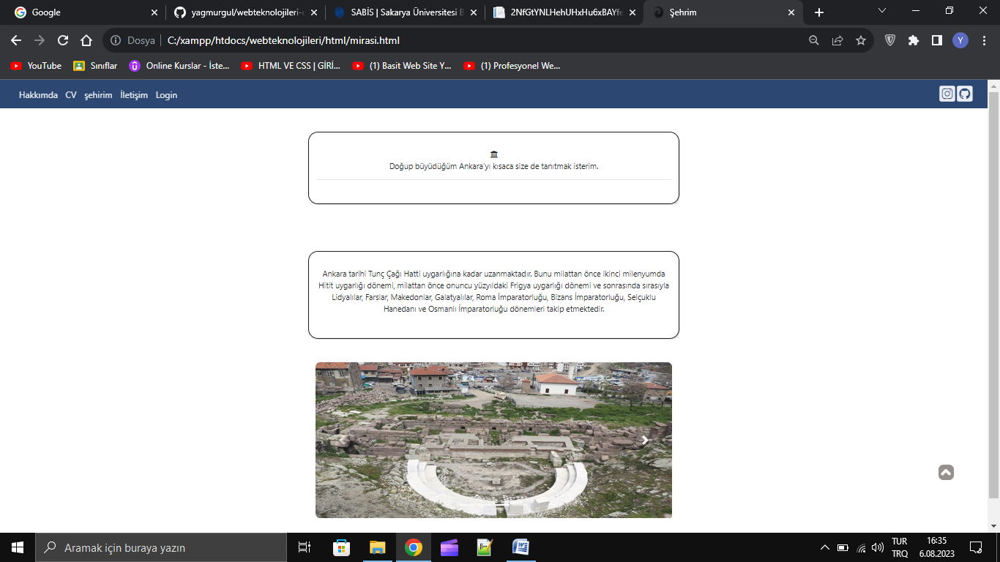 Google
yagmurgul/webteknolojileri-
SABİS | Sakarya Üniversitesi B
2NfGtYNLHehUHxHu6xBAYfe
Şehrim
Dosya
C:/xampp/htdocs/webteknolojileri/html/mirasi.html
Y
YouTube
Sınıflar
Online Kurslar - İste...
HTML VE CSS | GİRİ...
(1) Basit Web Site Y...
(1) Profesyonel We...
Hakkımda CV şehirim İletişim Login
Doğup büyüdüğüm Ankara'yı kısaca size de tanıtmak isterim.
Ankara tarihi Tunç Çağı Hatti uygarlığına kadar uzanmaktadır. Bunu milattan önce ikinci milenyumda
Hitit uygarlığı dönemi, milattan önce onuncu yüzyıldaki Frigya uygarlığı dönemi ve sonrasında sırasıyla
Lidyalılar, Farslar, Makedonlar, Galatyalılar, Roma İmparatorluğu, Bizans İmparatorluğu, Selçuklu
Hanedanı ve Osmanlı İmparatorluğu dönemleri takip etmektedir.
Aramak için buraya yazın
TUR
TRQ
16:35
6.08.2023